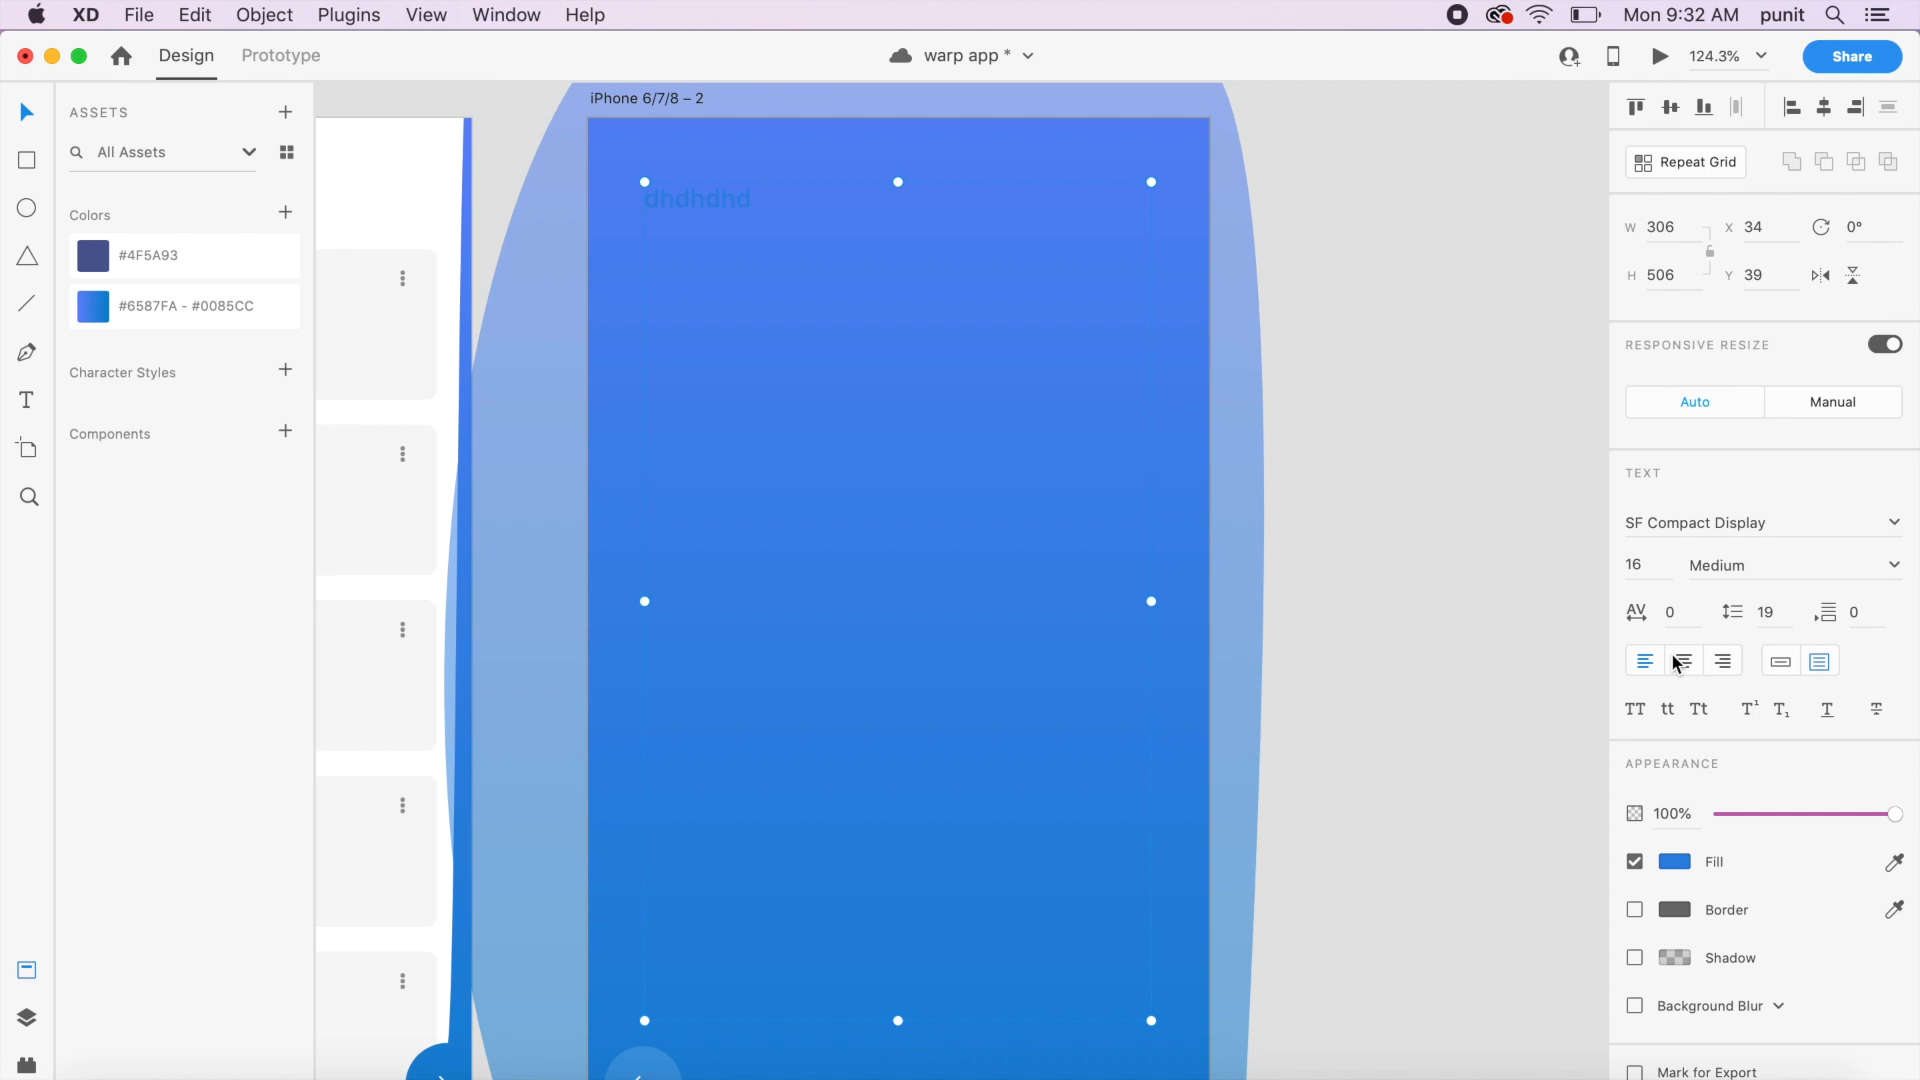 XD File Edit Object Plugins View Window Help Mon 9:32 AM punit
Design Prototype warp app * 124.3% Share
ASSETS
All Assets
Colors
#4F5A93
#6587FA - #0085CC
Character Styles
Components
iPhone 6/7/8 – 2
dhdhdhd
Repeat Grid
W 306 X 34 0°
H 506 Y 39
RESPONSIVE RESIZE
Auto Manual
TEXT
SF Compact Display
16 Medium
AV 0 19 0
TT tt Tt T¹ T₁ T T
APPEARANCE
100%
Fill
Border
Shadow
Background Blur
Mark for Export